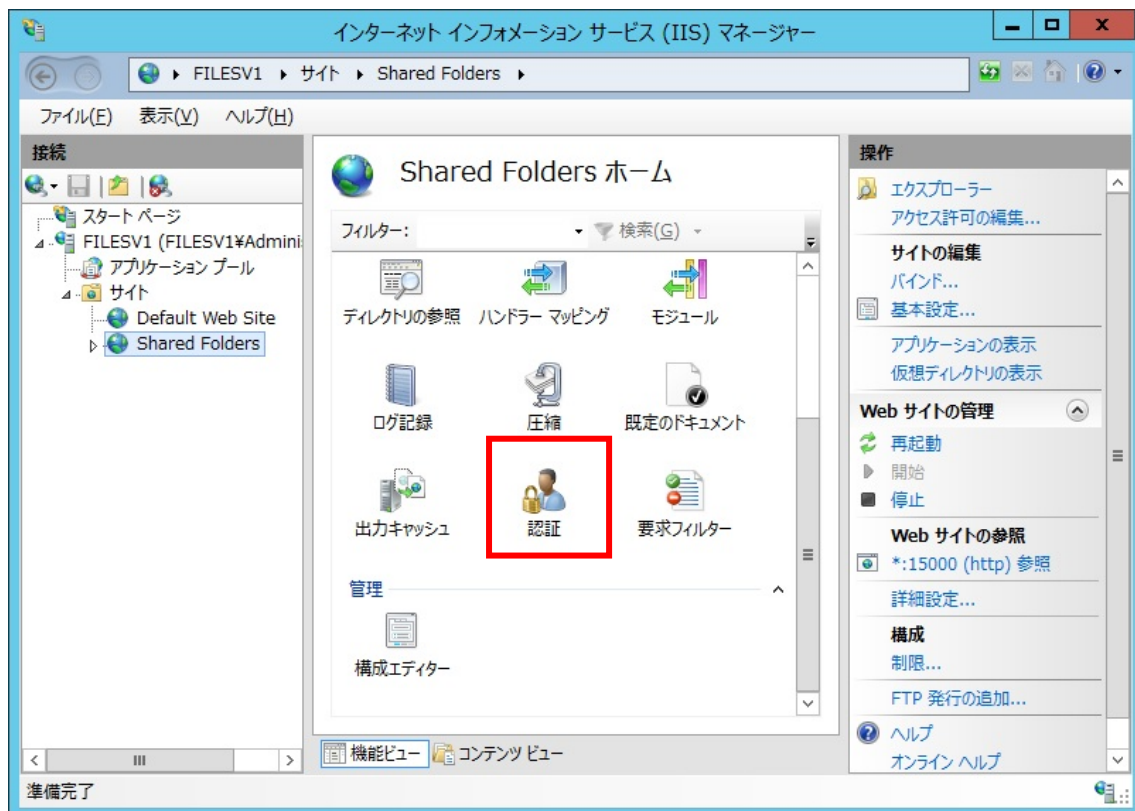 インターネット インフォメーション サービス (IIS) マネージャー
FILESV1 サイト Shared Folders
ファイル(F) 表示(V) ヘルプ(H)
接続
スタート ページ
FILESV1 (FILESV1¥Admini
アプリケーション プール
サイト
Default Web Site
Shared Folders
Shared Folders ホーム
フィルター: 検索(G)
ディレクトリの参照 ハンドラー マッピング モジュール
ログ記録 圧縮 既定のドキュメント
出力キャッシュ 認証 要求フィルター
管理
構成エディター
機能ビュー コンテンツ ビュー
操作
エクスプローラー
アクセス許可の編集...
サイトの編集
バインド...
基本設定...
アプリケーションの表示
仮想ディレクトリの表示
Web サイトの管理
再起動
開始
停止
Web サイトの参照
*:15000 (http) 参照
詳細設定...
構成
制限...
FTP 発行の追加...
ヘルプ
オンライン ヘルプ
準備完了